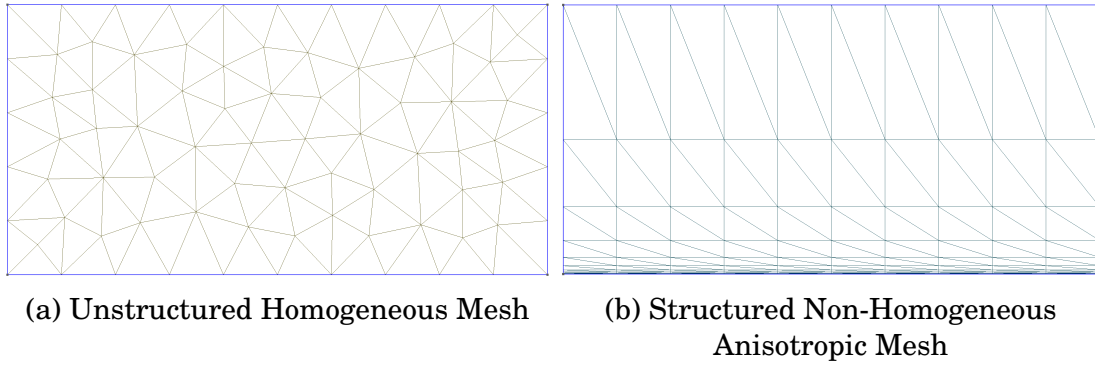 (a) Unstructured Homogeneous Mesh
(b) Structured Non-Homogeneous
Anisotropic Mesh